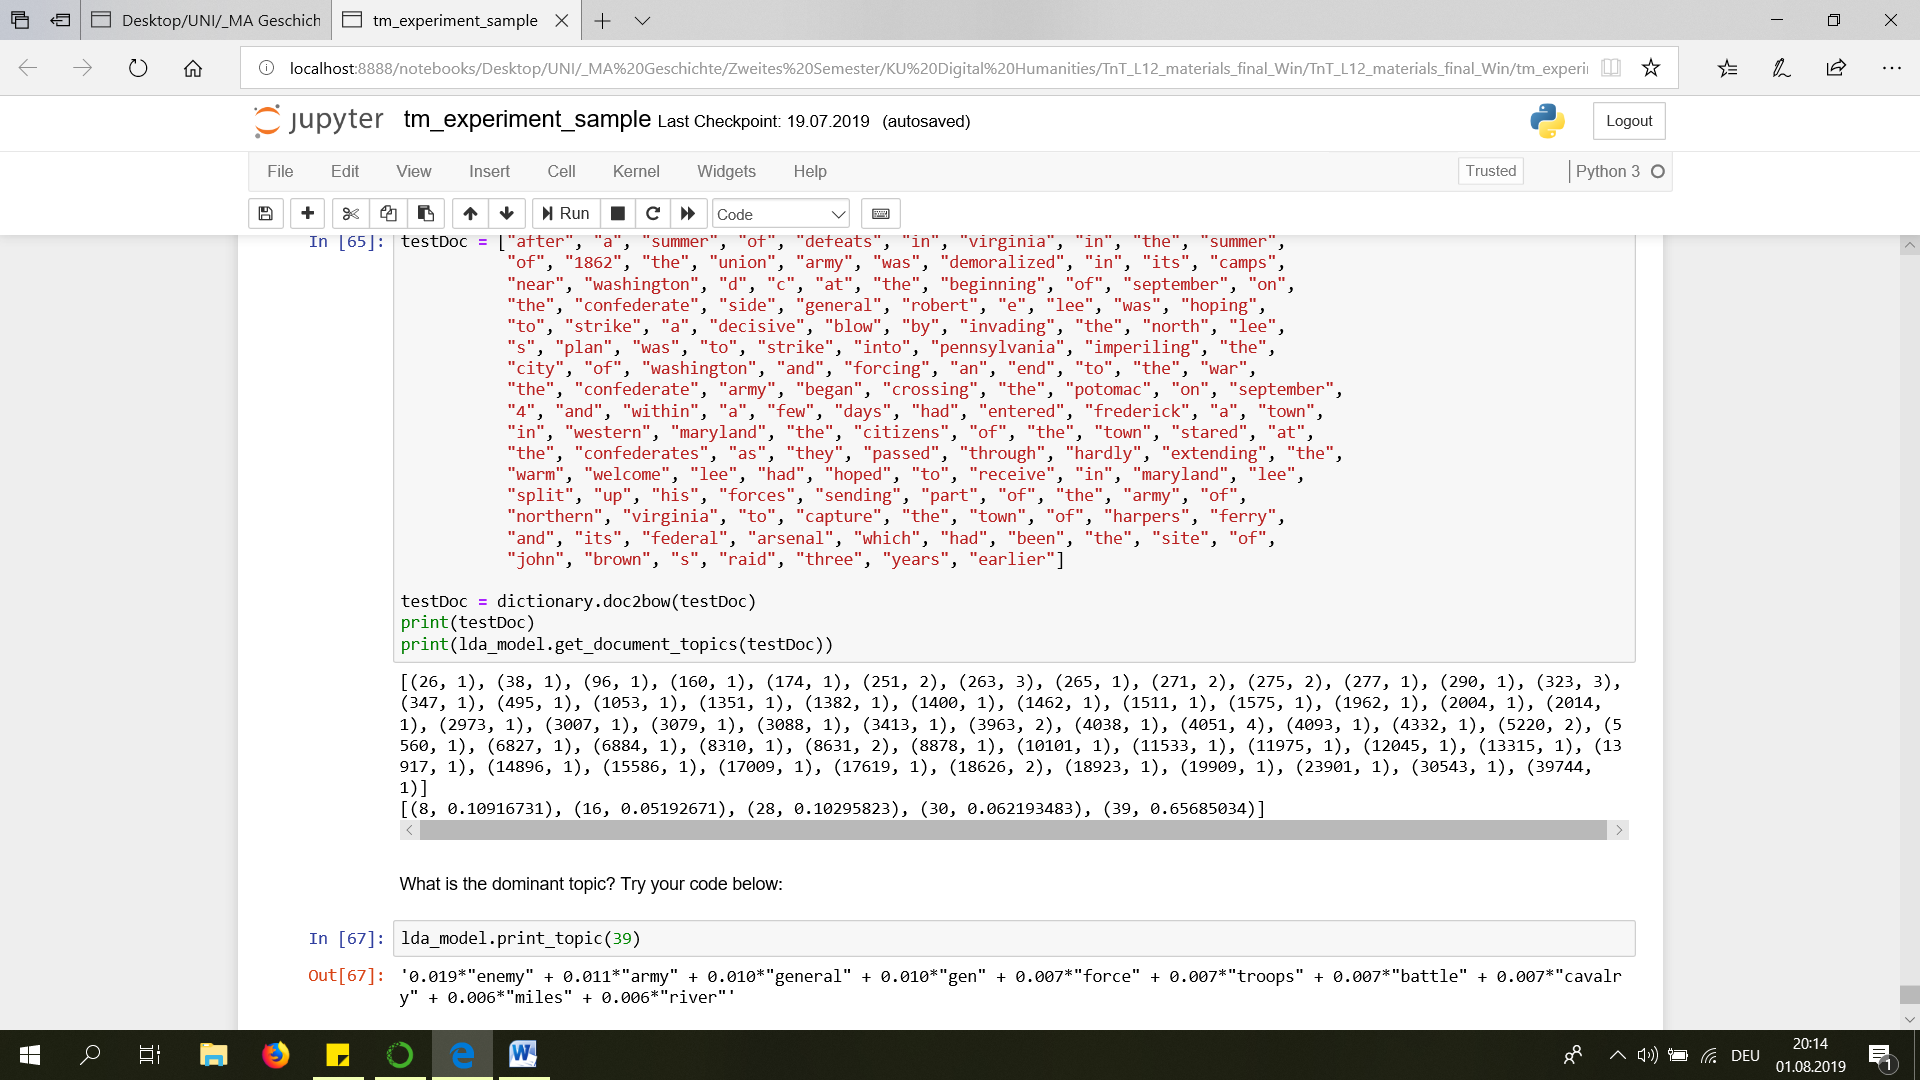 Desktop/UNI/_MA Geschich
tm_experiment_sample
localhost:8888/notebooks/Desktop/UNI/_MA%20Geschichte/Zweites%20Semester/KU%20Digital%20Humanities/TnT_L12_materials_final_Win/TnT_L12_materials_final_Win/tm_experi
jupyter tm_experiment_sample Last Checkpoint: 19.07.2019 (autosaved)
Logout
File Edit View Insert Cell Kernel Widgets Help
Trusted
Python 3
Run
Code
In [65]: testDoc = ["after", "a", "summer", "of", "defeats", "in", "virginia", "in", "the", "summer",
"of", "1862", "the", "union", "army", "was", "demoralized", "in", "its", "camps",
"near", "washington", "d", "c", "at", "the", "beginning", "of", "september", "on",
"the", "confederate", "side", "general", "robert", "e", "lee", "was", "hoping",
"to", "strike", "a", "decisive", "blow", "by", "invading", "the", "north", "lee",
"s", "plan", "was", "to", "strike", "into", "pennsylvania", "imperiling", "the",
"city", "of", "washington", "and", "forcing", "an", "end", "to", "the", "war",
"the", "confederate", "army", "began", "crossing", "the", "potomac", "on", "september",
"4", "and", "within", "a", "few", "days", "had", "entered", "frederick", "a", "town",
"in", "western", "maryland", "the", "citizens", "of", "the", "town", "stared", "at",
"the", "confederates", "as", "they", "passed", "through", "hardly", "extending", "the",
"warm", "welcome", "lee", "had", "hoped", "to", "receive", "in", "maryland", "lee",
"split", "up", "his", "forces", "sending", "part", "of", "the", "army", "of",
"northern", "virginia", "to", "capture", "the", "town", "of", "harpers", "ferry",
"and", "its", "federal", "arsenal", "which", "had", "been", "the", "site", "of",
"john", "brown", "s", "raid", "three", "years", "earlier"]
testDoc = dictionary.doc2bow(testDoc)
print(testDoc)
print(lda_model.get_document_topics(testDoc))
[(26, 1), (38, 1), (96, 1), (160, 1), (174, 1), (251, 2), (263, 3), (265, 1), (271, 2), (275, 2), (277, 1), (290, 1), (323, 3),
(347, 1), (495, 1), (1053, 1), (1351, 1), (1382, 1), (1400, 1), (1462, 1), (1511, 1), (1575, 1), (1962, 1), (2004, 1), (2014,
1), (2973, 1), (3007, 1), (3079, 1), (3088, 1), (3413, 1), (3963, 2), (4038, 1), (4051, 4), (4093, 1), (4332, 1), (5220, 2), (5
560, 1), (6827, 1), (6884, 1), (8310, 1), (8631, 2), (8878, 1), (10101, 1), (11533, 1), (11975, 1), (12045, 1), (13315, 1), (13
917, 1), (14896, 1), (15586, 1), (17009, 1), (17619, 1), (18626, 2), (18923, 1), (19909, 1), (23901, 1), (30543, 1), (39744,
1)]
[(8, 0.10916731), (16, 0.05192671), (28, 0.10295823), (30, 0.062193483), (39, 0.65685034)]
What is the dominant topic? Try your code below:
In [67]: lda_model.print_topic(39)
Out[67]: '0.019*"enemy" + 0.011*"army" + 0.010*"general" + 0.010*"gen" + 0.007*"force" + 0.007*"troops" + 0.007*"battle" + 0.007*"cavalr
y" + 0.006*"miles" + 0.006*"river"'
DEU
20:14
01.08.2019
1